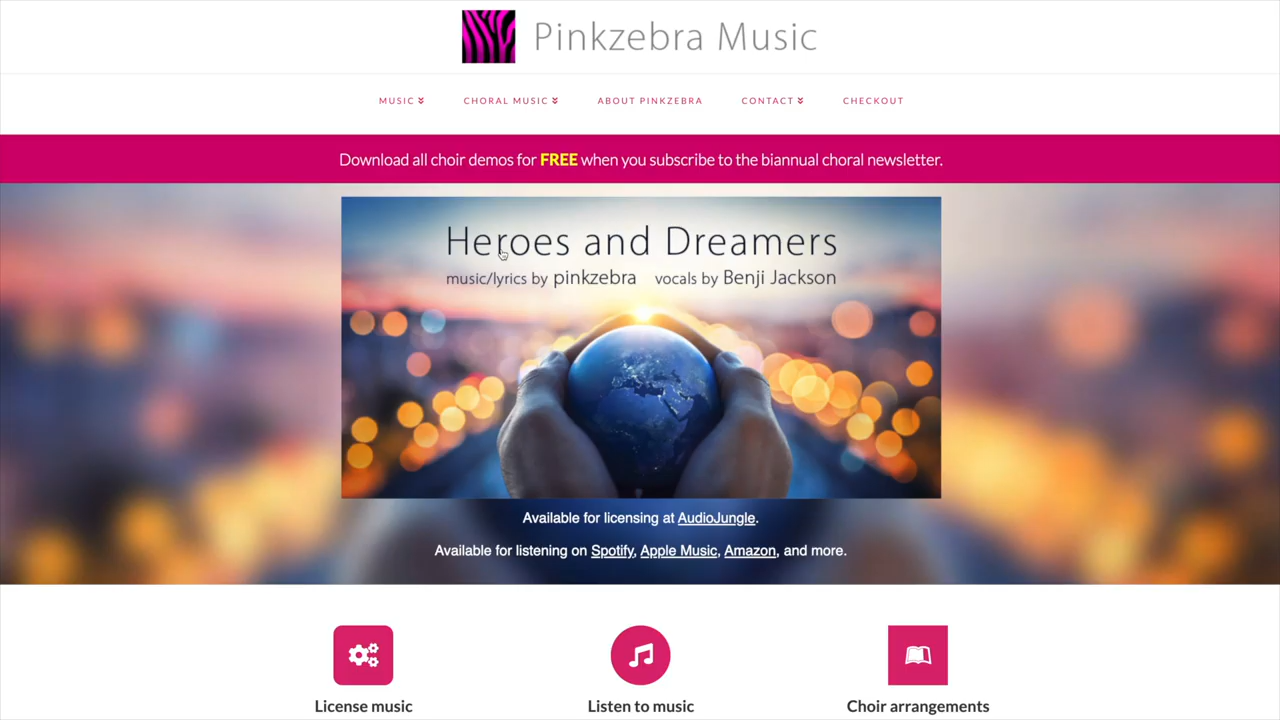 Pinkzebra Music
MUSIC
CHORAL MUSIC
ABOUT PINKZEBRA
CONTACT
CHECKOUT
Download all choir demos for FREE when you subscribe to the biannual choral newsletter.
Heroes and Dreamers
music/lyrics by pinkzebra vocals by Benji Jackson
Available for licensing at AudioJungle.
Available for listening on Spotify, Apple Music, Amazon, and more.
License music
Listen to music
Choir arrangements